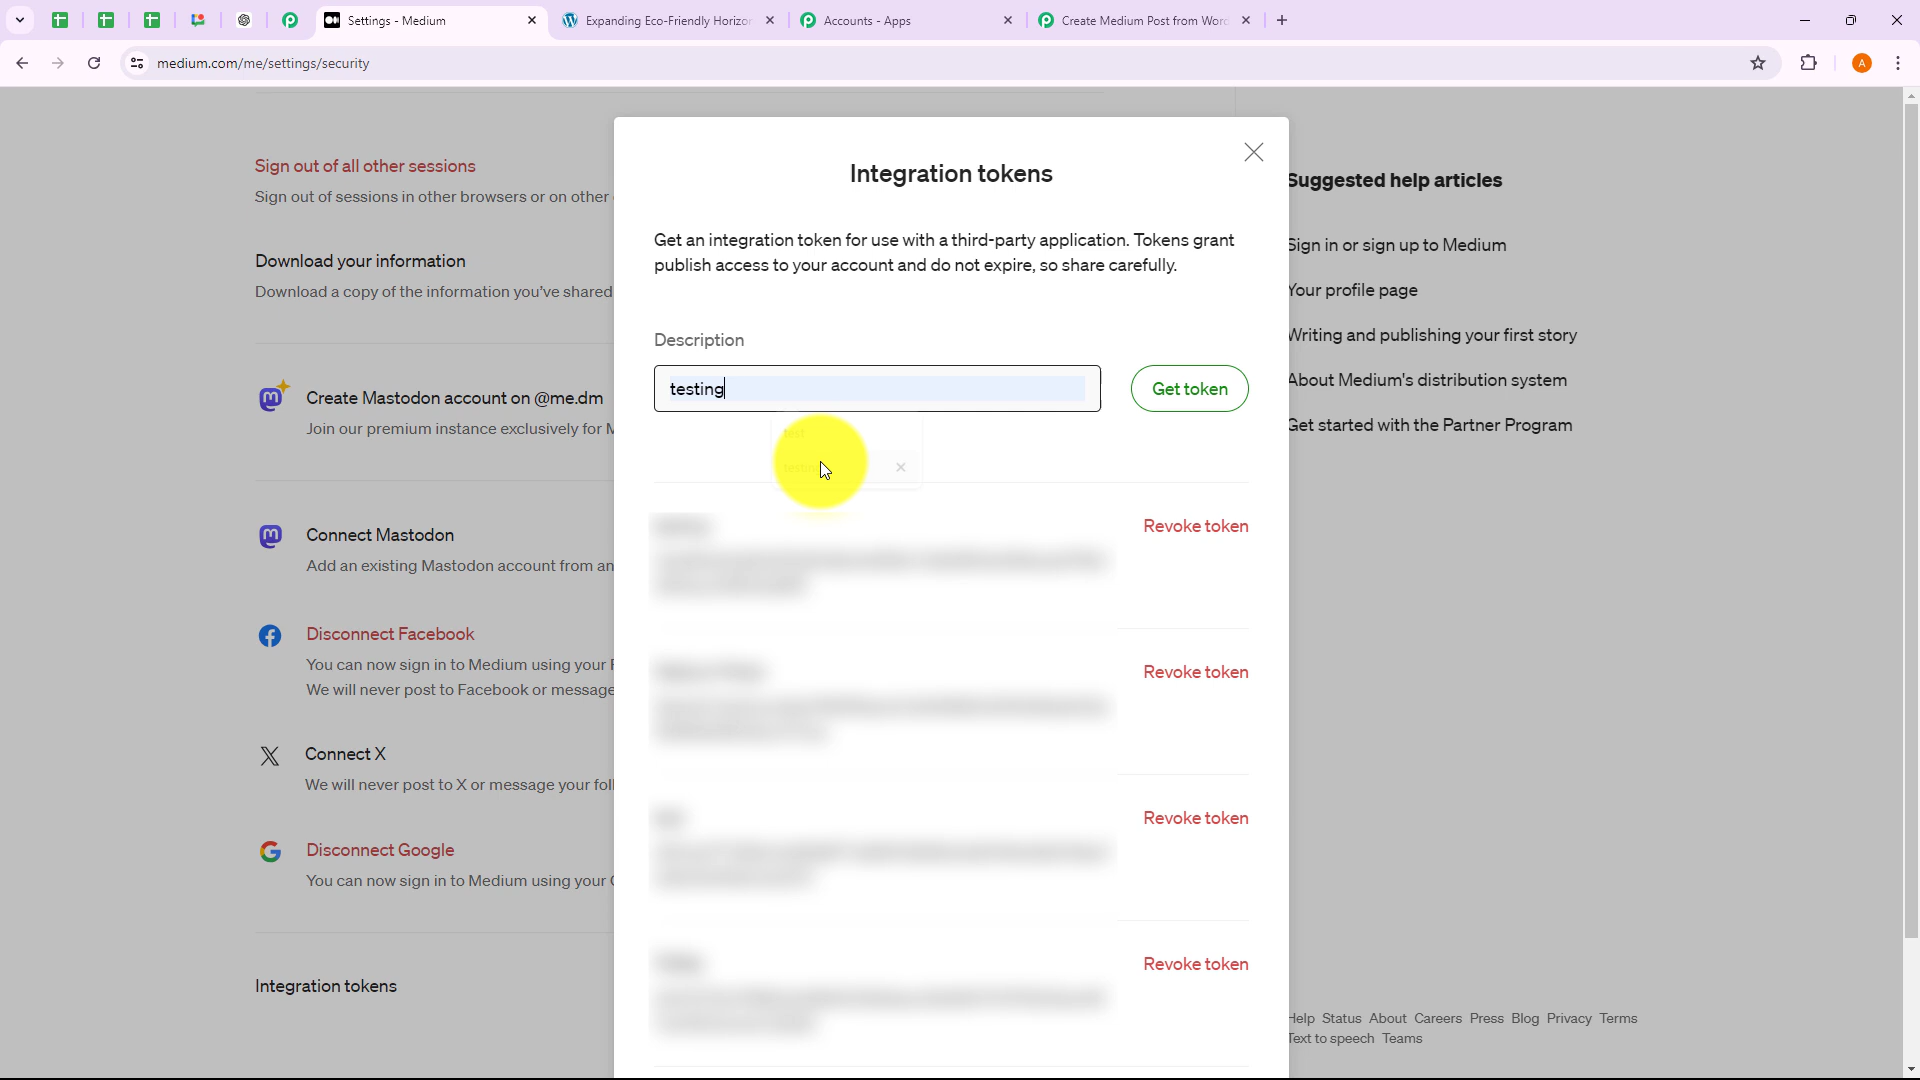 Settings - Medium
Expanding Eco-Friendly Horizon
Accounts - Apps
Create Medium Post from Word
medium.com/me/settings/security
A
Sign out of all other sessions
Sign out of sessions in other browsers or on other
Download your information
Download a copy of the information you've shared
Create Mastodon account on @me.dm
Join our premium instance exclusively for M
Connect Mastodon
Add an existing Mastodon account from an
Disconnect Facebook
You can now sign in to Medium using your F
We will never post to Facebook or message
Connect X
We will never post to X or message your foll
Disconnect Google
You can now sign in to Medium using your G
Integration tokens
Integration tokens
Get an integration token for use with a third-party application. Tokens grant
publish access to your account and do not expire, so share carefully.
Description
testing
Get token
test
testing
Revoke token
Revoke token
Revoke token
Revoke token
Suggested help articles
Sign in or sign up to Medium
Your profile page
Writing and publishing your first story
About Medium's distribution system
Get started with the Partner Program
Help Status About Careers Press Blog Privacy Terms
Text to speech Teams